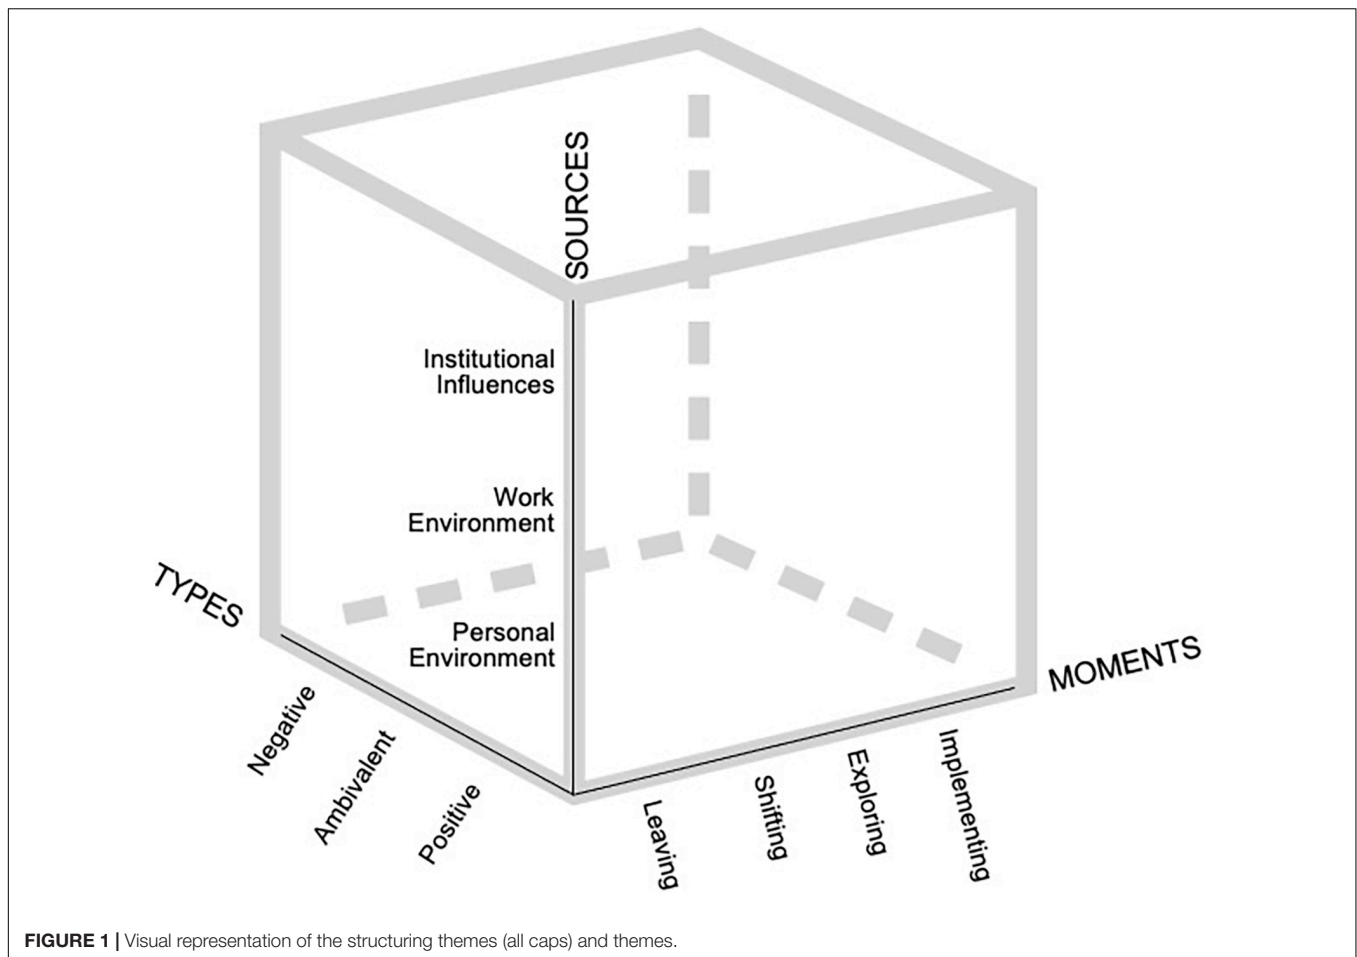 SOURCES
Institutional
Influences
Work
Environment
Personal
Environment
TYPES
Negative
Ambivalent
Positive
MOMENTS
Leaving
Shifting
Exploring
Implementing
FIGURE 1 | Visual representation of the structuring themes (all caps) and themes.